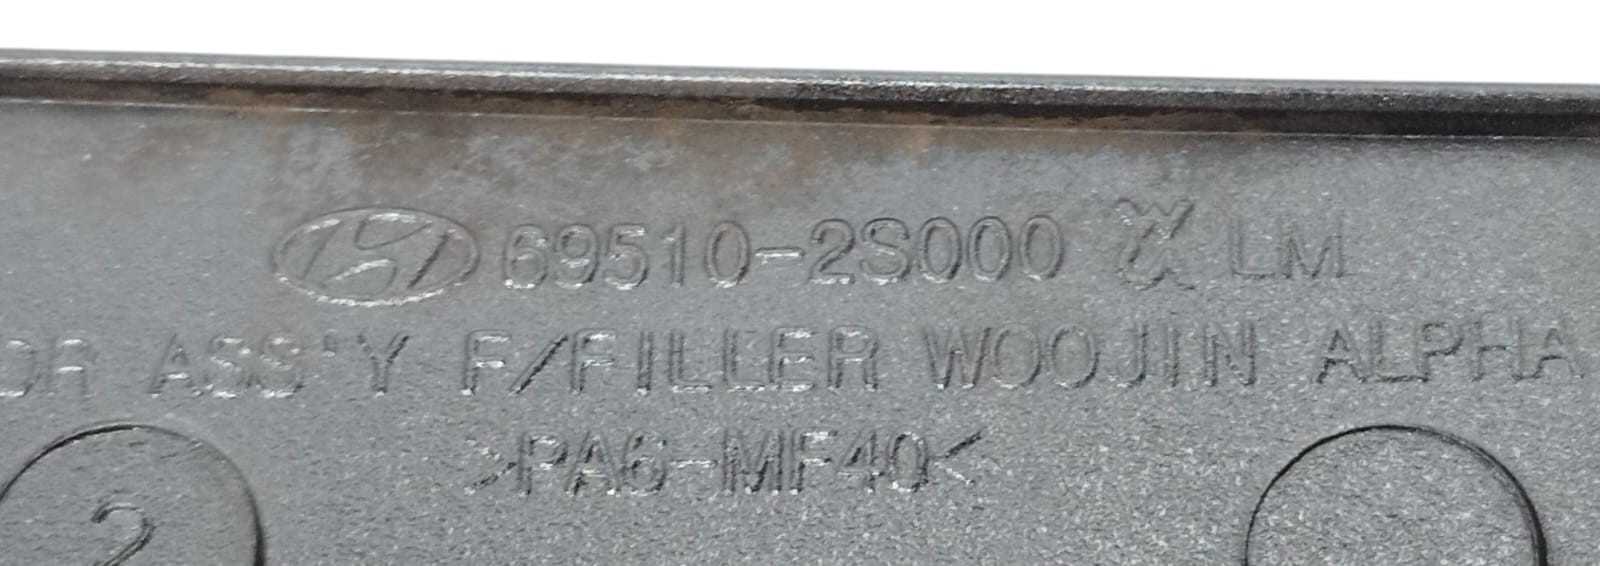 69510-2S000 LM
OR ASS'Y F/FILLER WOOJIN ALPHA
>PA6-MF40<
2